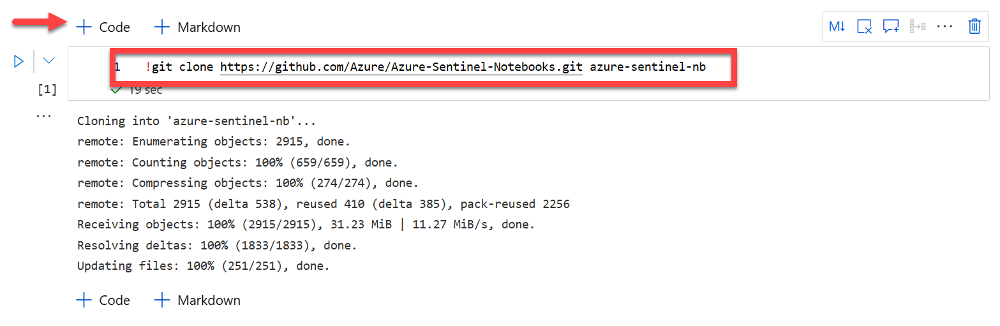 Code Markdown M↓ ...
1 !git clone https://github.com/Azure/Azure-Sentinel-Notebooks.git azure-sentinel-nb
[1] 19 sec
...
Cloning into 'azure-sentinel-nb'...
remote: Enumerating objects: 2915, done.
remote: Counting objects: 100% (659/659), done.
remote: Compressing objects: 100% (274/274), done.
remote: Total 2915 (delta 538), reused 410 (delta 385), pack-reused 2256
Receiving objects: 100% (2915/2915), 31.23 MiB | 11.27 MiB/s, done.
Resolving deltas: 100% (1833/1833), done.
Updating files: 100% (251/251), done.
Code Markdown